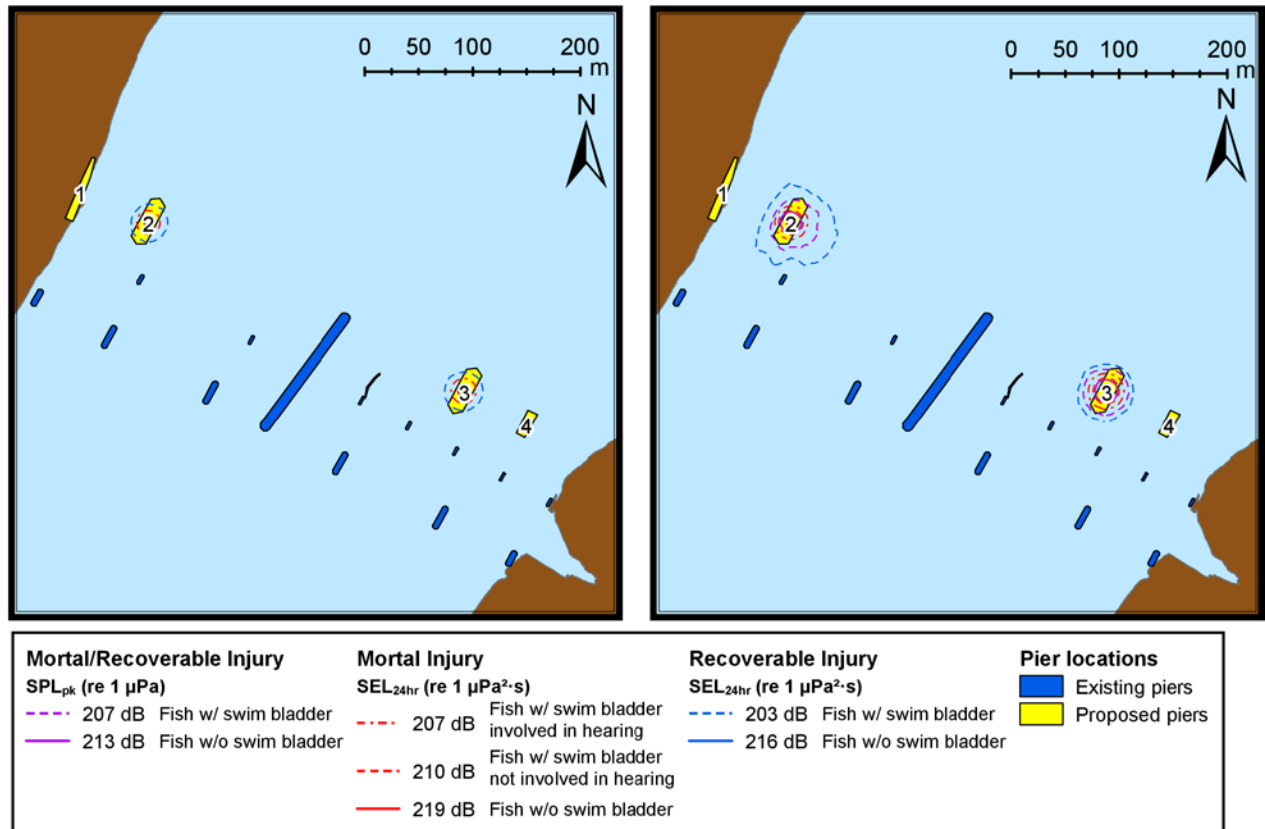 0 50 100 200
m
N
1
2
3
4
0 50 100 200
m
N
1
2
3
4
Mortal/Recoverable Injury
SPLpk (re 1 µPa)
207 dB Fish w/ swim bladder
213 dB Fish w/o swim bladder
Mortal Injury
SEL24hr (re 1 µPa²·s)
207 dB Fish w/ swim bladder
involved in hearing
210 dB Fish w/ swim bladder
not involved in hearing
219 dB Fish w/o swim bladder
Recoverable Injury
SEL24hr (re 1 µPa²·s)
203 dB Fish w/ swim bladder
216 dB Fish w/o swim bladder
Pier locations
Existing piers
Proposed piers